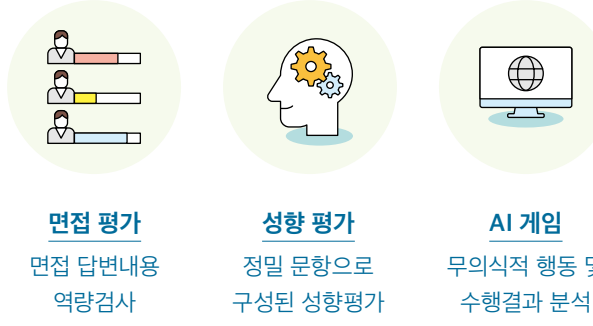 면접 평가
면접 답변내용
역량검사
성향 평가
정밀 문항으로
구성된 성향평가
AI 게임
무의식적 행동 및
수행결과 분석